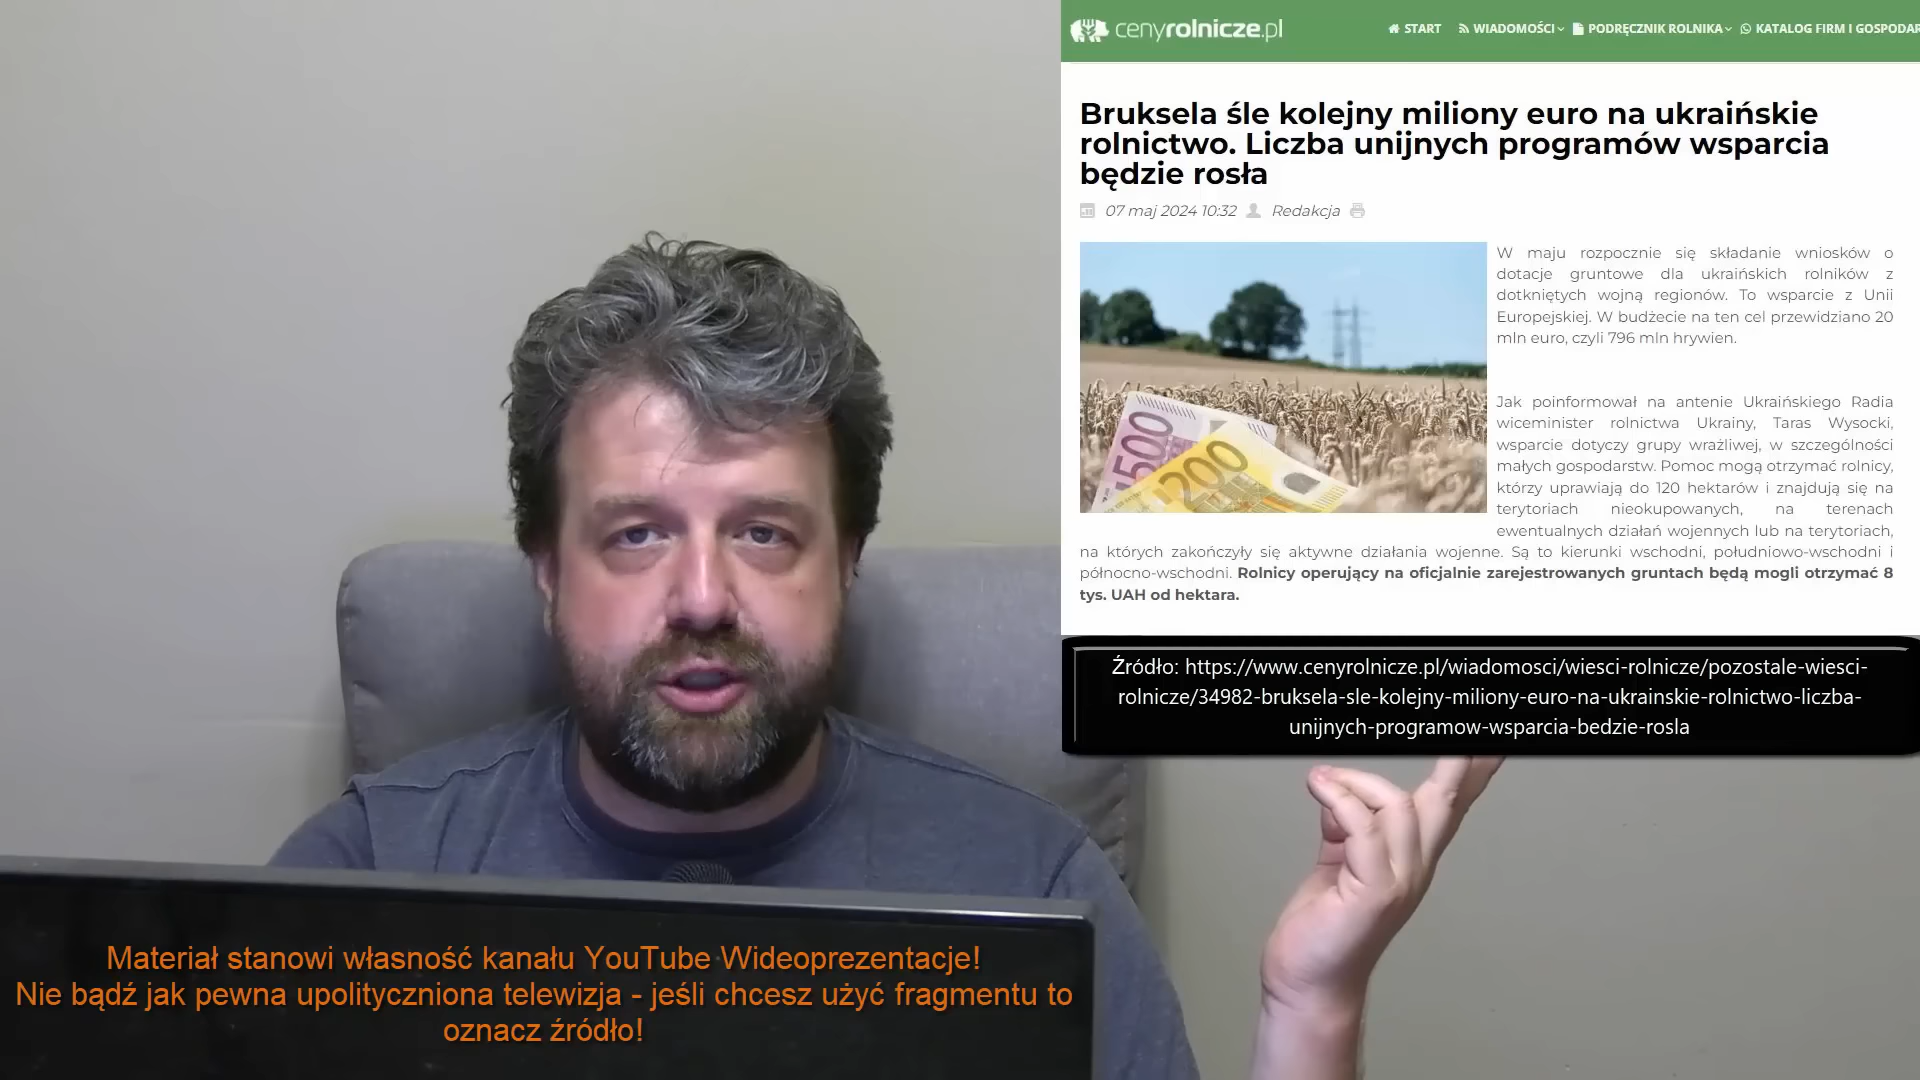 cenyrolnicze.pl
START
WIADOMOŚCI
PODRĘCZNIK ROLNIKA
KATALOG FIRM I GOSPODAR
Bruksela śle kolejny miliony euro na ukraińskie
rolnictwo. Liczba unijnych programów wsparcia
będzie rosła
07 maj 2024 10:32 Redakcja
500
200
W maju rozpocznie się składanie wniosków o
dotacje gruntowe dla ukraińskich rolników z
dotkniętych wojną regionów. To wsparcie z Unii
Europejskiej. W budżecie na ten cel przewidziano 20
mln euro, czyli 796 mln hrywien.
Jak poinformował na antenie Ukraińskiego Radia
wiceminister rolnictwa Ukrainy, Taras Wysocki,
wsparcie dotyczy grupy wrażliwej, w szczególności
małych gospodarstw. Pomoc mogą otrzymać rolnicy,
którzy uprawiają do 120 hektarów i znajdują się na
terytoriach nieokupowanych, na terenach
ewentualnych działań wojennych lub na terytoriach,
na których zakończyły się aktywne działania wojenne. Są to kierunki wschodni, południowo-wschodni i
północno-wschodni. Rolnicy operujący na oficjalnie zarejestrowanych gruntach będą mogli otrzymać 8
tys. UAH od hektara.
Źródło: https://www.cenyrolnicze.pl/wiadomosci/wiesci-rolnicze/pozostale-wiesci-
rolnicze/34982-bruksela-sle-kolejny-miliony-euro-na-ukrainskie-rolnictwo-liczba-
unijnych-programow-wsparcia-bedzie-rosla
Materiał stanowi własność kanału YouTube Wideoprezentacje!
Nie bądź jak pewna upolityczniona telewizja - jeśli chcesz użyć fragmentu to
oznacz źródło!